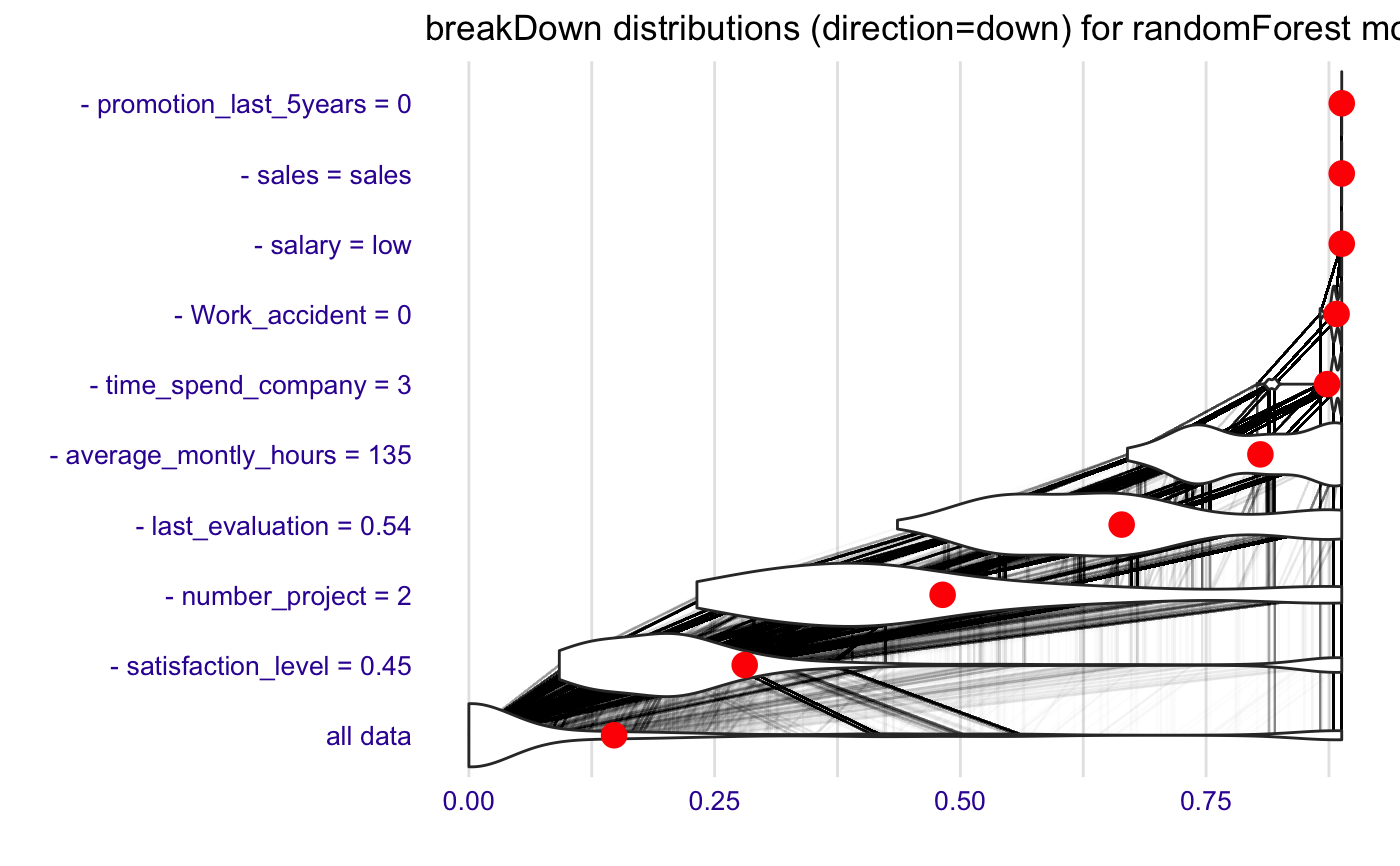 breakDown distributions (direction=down) for randomForest mo
- promotion_last_5years = 0
- sales = sales
- salary = low
- Work_accident = 0
- time_spend_company = 3
- average_montly_hours = 135
- last_evaluation = 0.54
- number_project = 2
- satisfaction_level = 0.45
all data
0.00 0.25 0.50 0.75